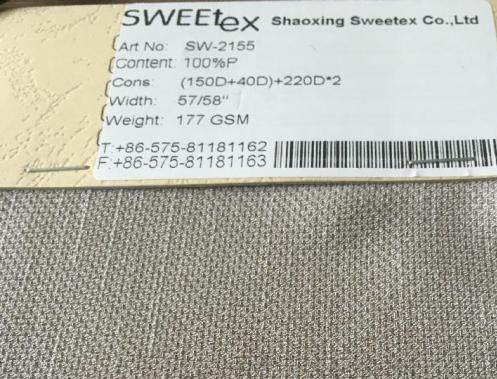 SWEEtex Shaoxing Sweetex Co.,Ltd
Art No: SW-2155
Content: 100%P
Cons: (150D+40D)+220D*2
Width: 57/58"
Weight: 177 GSM
T:+86-575-81181162
F:+86-575-81181163